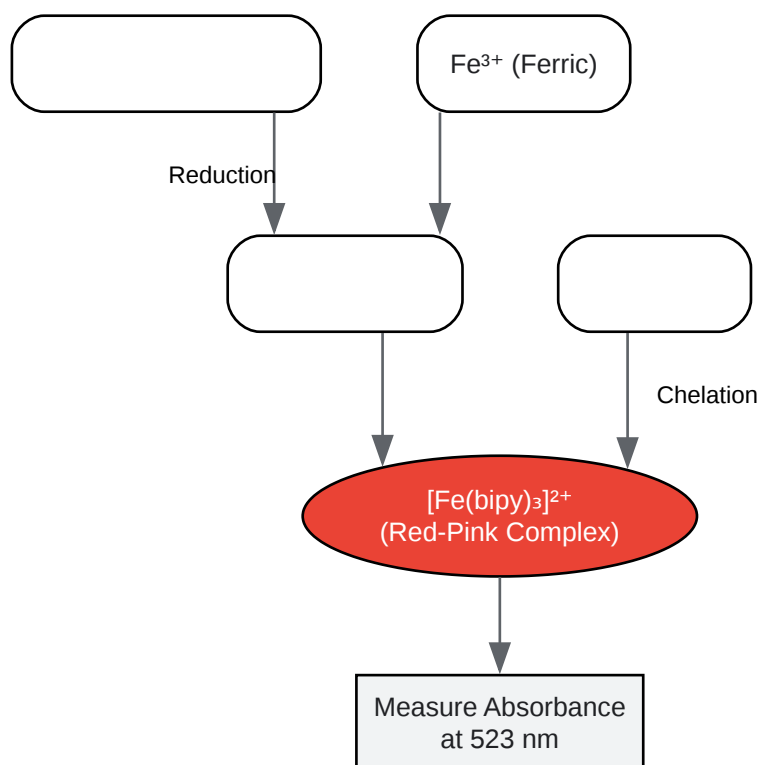 Fe³⁺ (Ferric)
Reduction
Chelation
[Fe(bipy)₃]²⁺
(Red-Pink Complex)
Measure Absorbance
at 523 nm